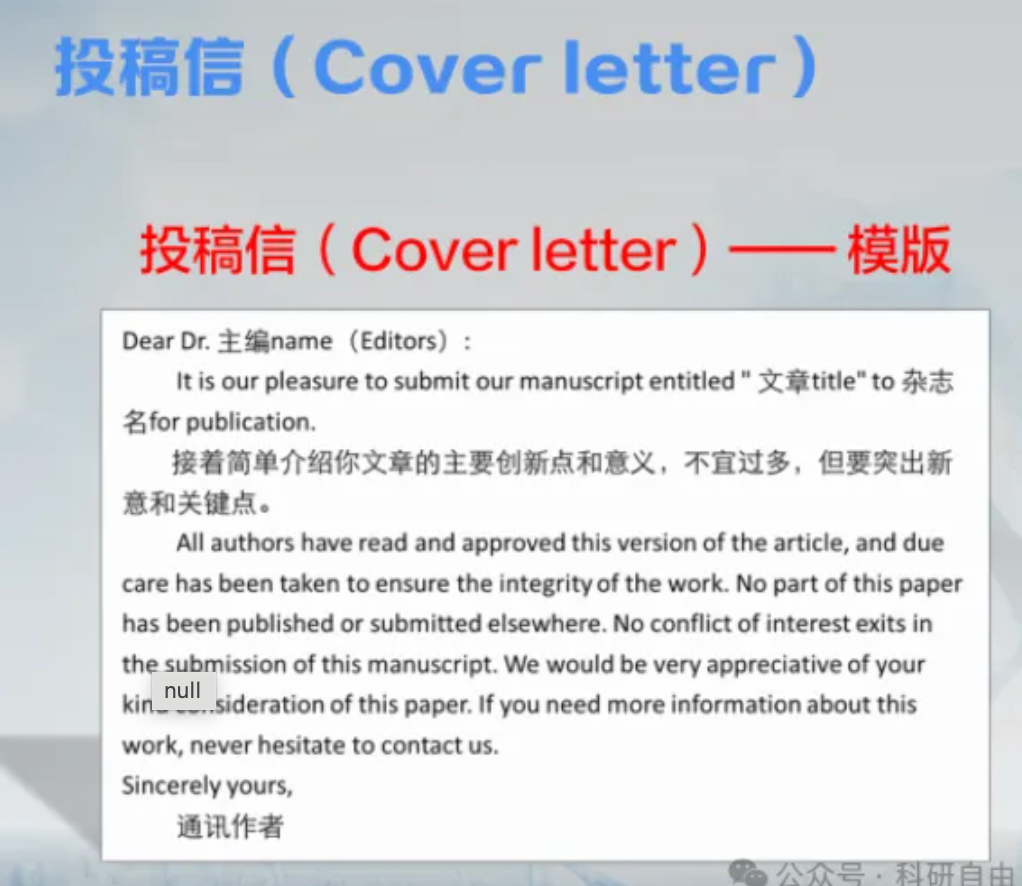 投稿信（Cover letter）
投稿信（Cover letter）—— 模版
Dear Dr. 主编name（Editors）:
It is our pleasure to submit our manuscript entitled " 文章title" to 杂志
名for publication.
接着简单介绍你文章的主要创新点和意义，不宜过多，但要突出新
意和关键点。
All authors have read and approved this version of the article, and due
care has been taken to ensure the integrity of the work. No part of this paper
has been published or submitted elsewhere. No conflict of interest exits in
the submission of this manuscript. We would be very appreciative of your
null
kin sideration of this paper. If you need more information about this
work, never hesitate to contact us.
Sincerely yours,
通讯作者
公众号 · 科研自由